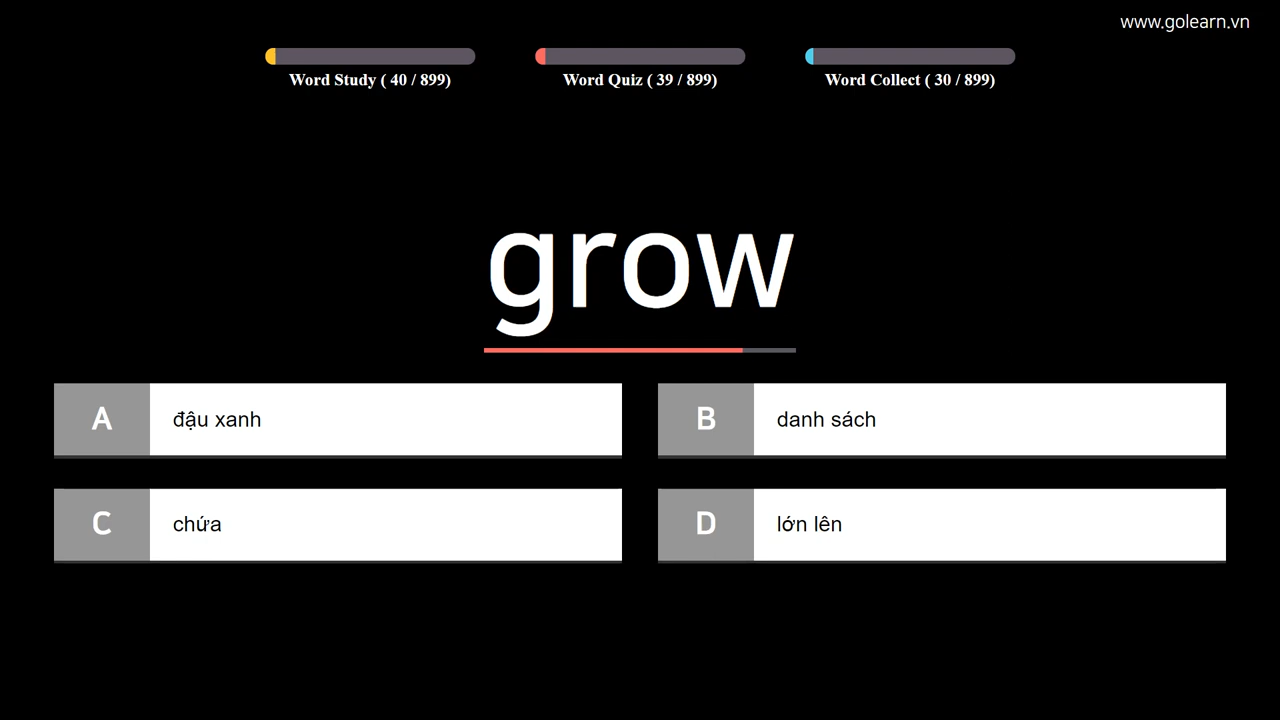 www.golearn.vn
Word Study ( 40 / 899)
Word Quiz ( 39 / 899)
Word Collect ( 30 / 899)
grow
A đậu xanh
B danh sách
C chứa
D lớn lên